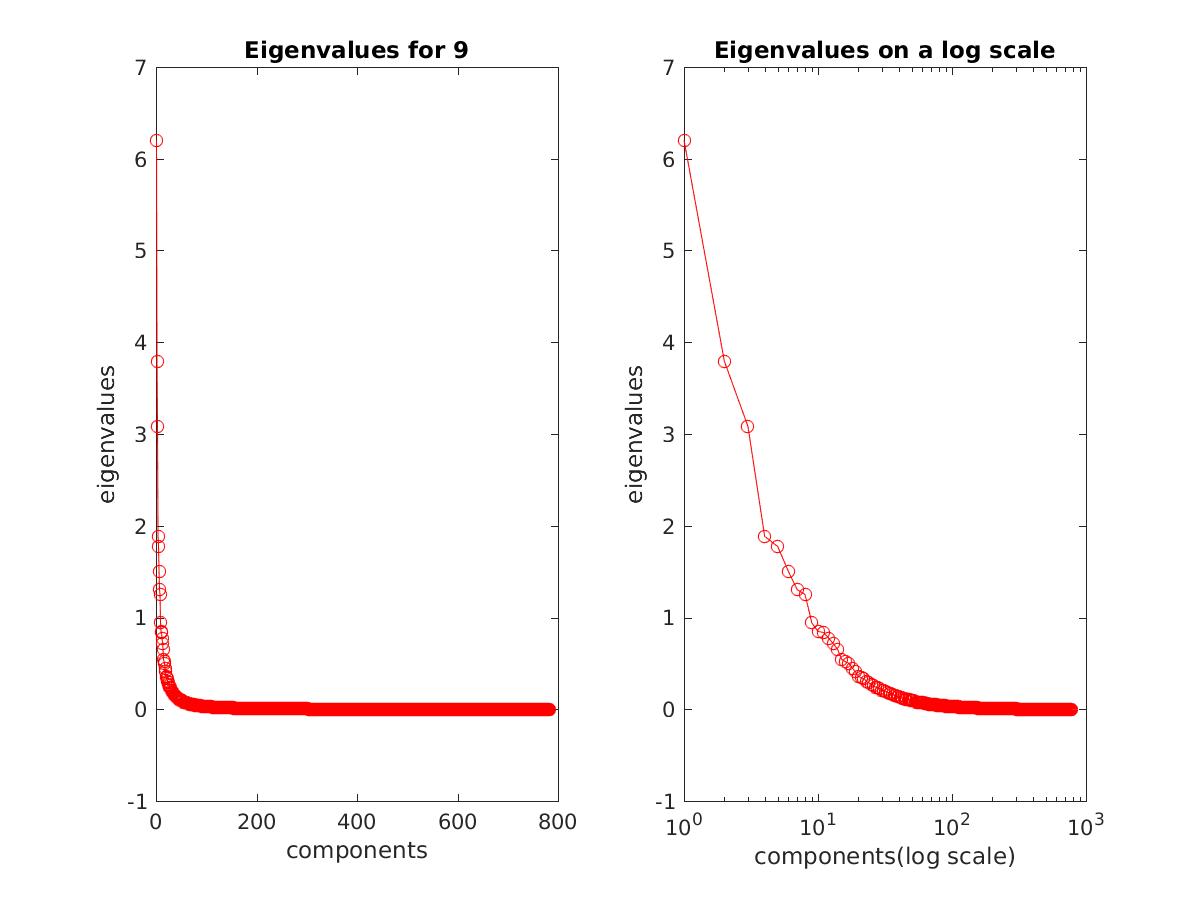 Eigenvalues for 9
7
6
5
4
3
2
1
0
-1
eigenvalues
0 200 400 600 800
components
Eigenvalues on a log scale
7
6
5
4
3
2
1
0
-1
eigenvalues
10^0 10^1 10^2 10^3
components(log scale)